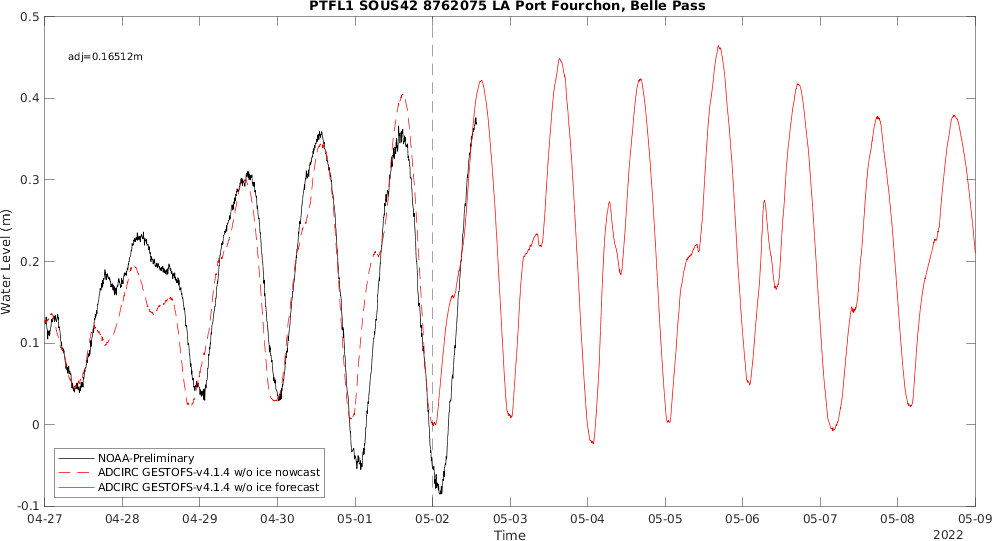 PTFL1 SOUS42 8762075 LA Port Fourchon, Belle Pass
adj=0.16512m
Water Level (m)
0.5
0.4
0.3
0.2
0.1
0
-0.1
NOAA-Preliminary
ADCIRC GESTOFS-v4.1.4 w/o ice nowcast
ADCIRC GESTOFS-v4.1.4 w/o ice forecast
04-27 04-28 04-29 04-30 05-01 05-02 05-03 05-04 05-05 05-06 05-07 05-08 05-09
Time
2022